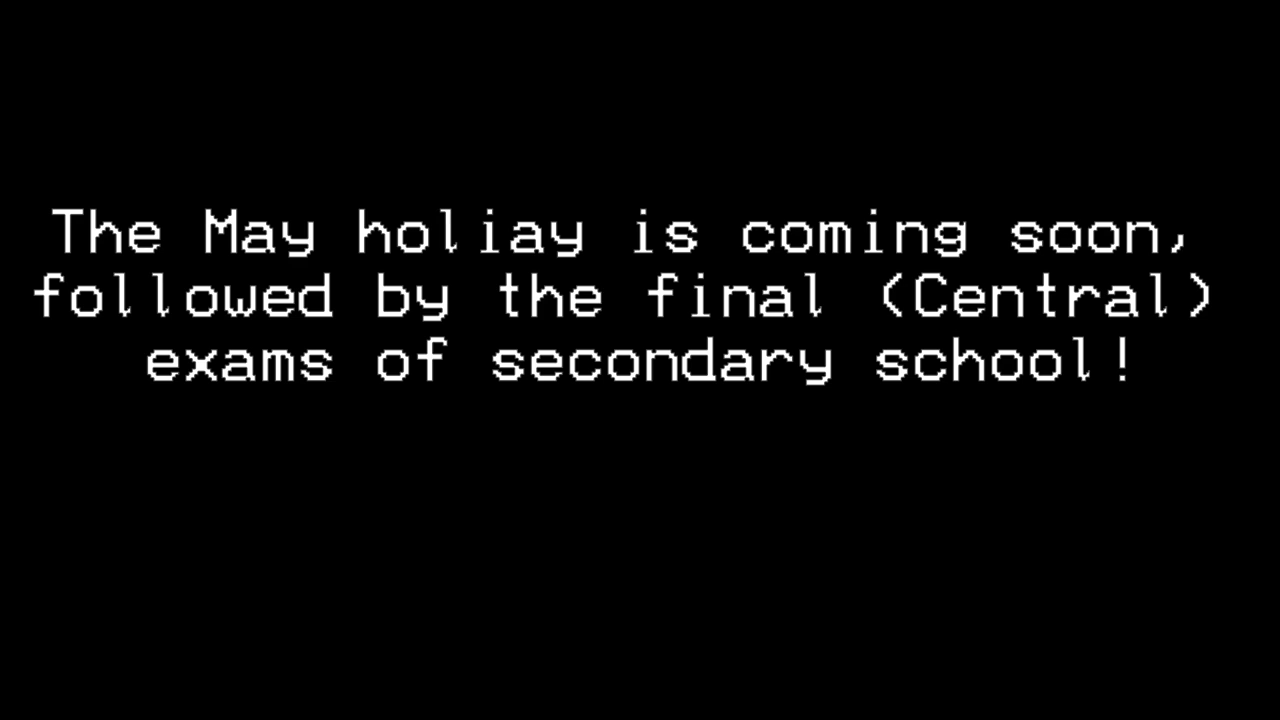 The May holiay is coming soon,
followed by the final (Central)
exams of secondary school!